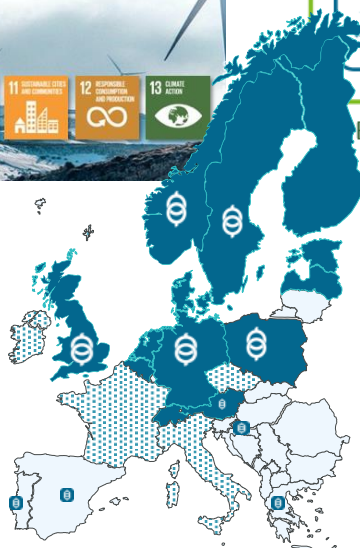 11 SUSTAINABLE CITIES
AND COMMUNITIES
12 RESPONSIBLE
CONSUMPTION
AND PRODUCTION
13 CLIMATE
ACTION